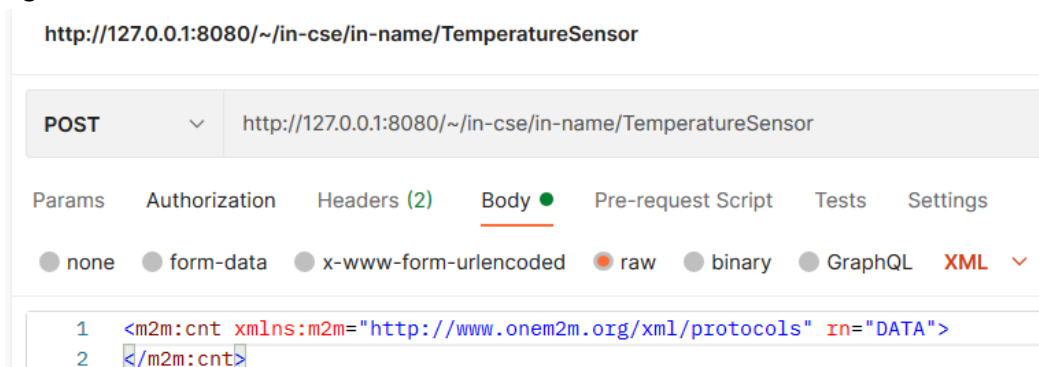 http://127.0.0.1:8080/~/in-cse/in-name/TemperatureSensor
POST http://127.0.0.1:8080/~/in-cse/in-name/TemperatureSensor
Params Authorization Headers (2) Body Pre-request Script Tests Settings
none form-data x-www-form-urlencoded raw binary GraphQL XML
1 <m2m:cnt xmlns:m2m="http://www.onem2m.org/xml/protocols" rn="DATA">
2 </m2m:cnt>